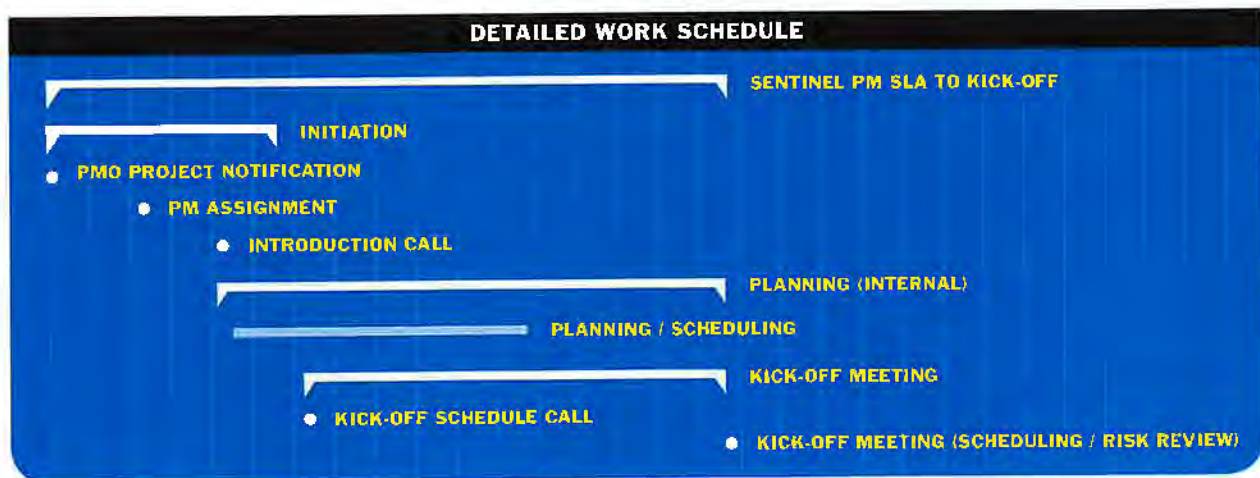 DETAILED WORK SCHEDULE
SENTINEL PM SLA TO KICK-OFF
INITIATION
PMO PROJECT NOTIFICATION
PM ASSIGNMENT
INTRODUCTION CALL
PLANNING (INTERNAL)
PLANNING / SCHEDULING
KICK-OFF MEETING
KICK-OFF SCHEDULE CALL
KICK-OFF MEETING (SCHEDULING / RISK REVIEW)